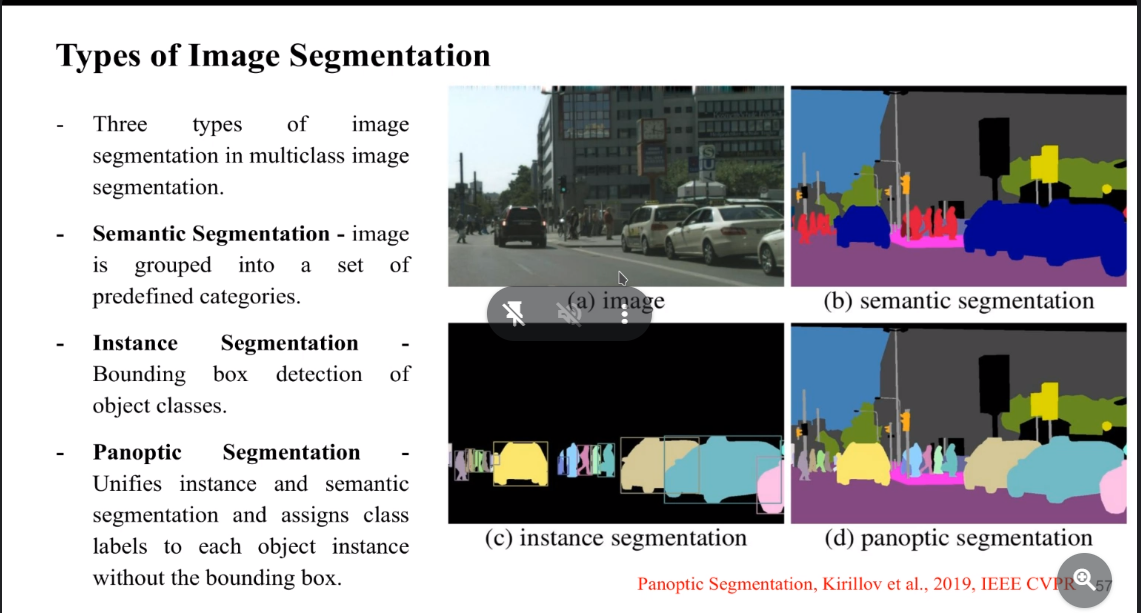 Types of Image Segmentation
- Three types of image
segmentation in multiclass image
segmentation.
- Semantic Segmentation - image
is grouped into a set of
predefined categories.
- Instance Segmentation -
Bounding box detection of
object classes.
- Panoptic Segmentation -
Unifies instance and semantic
segmentation and assigns class
labels to each object instance
without the bounding box.
(a) image
(b) semantic segmentation
(c) instance segmentation
(d) panoptic segmentation
Panoptic Segmentation, Kirillov et al., 2019, IEEE CVPR
57